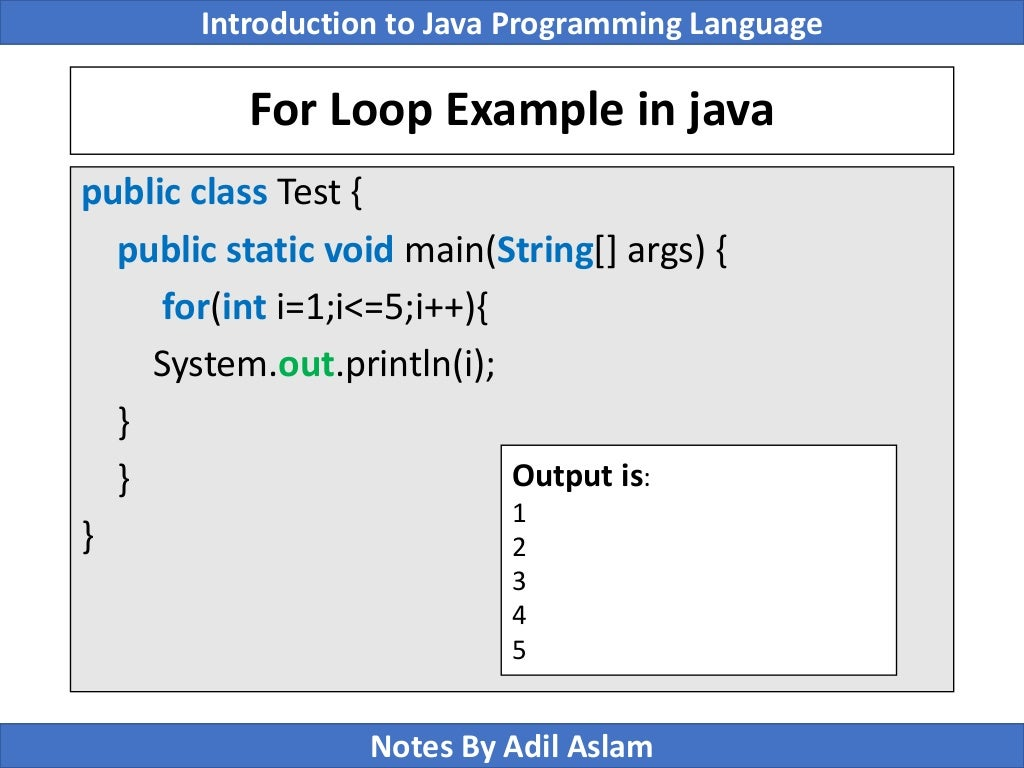 Introduction to Java Programming Language
For Loop Example in java
public class Test {
public static void main(String[] args) {
for(int i=1;i<=5;i++){
System.out.println(i);
}
}
}
Output is:
1
2
3
4
5
Notes By Adil Aslam